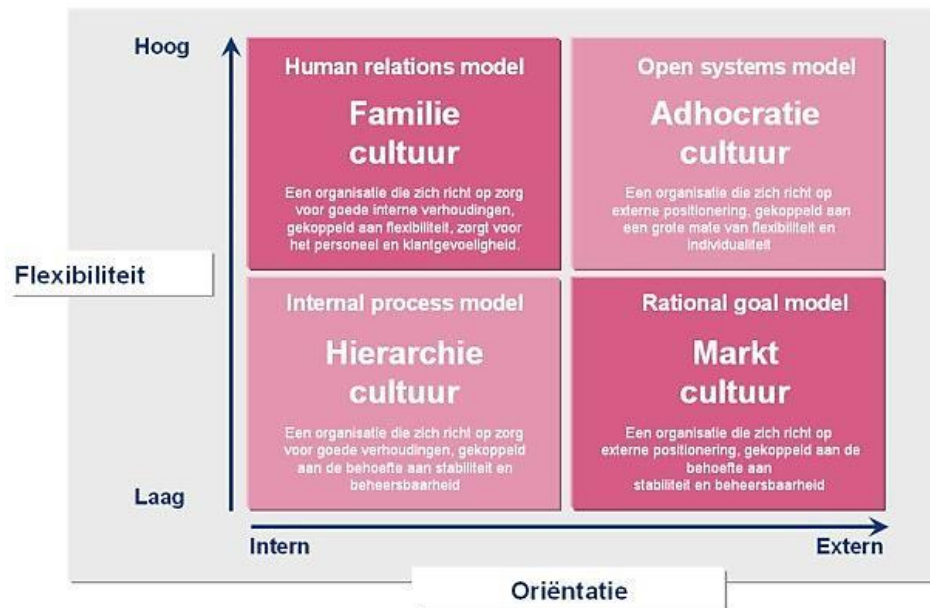 Hoog
Human relations model
Familie
cultuur
Een organisatie die zich richt op zorg
voor goede interne verhoudingen,
gekoppeld aan flexibiliteit, zorgt voor
het personeel en klantgevoeligheid.
Open systems model
Adhocratie
cultuur
Een organisatie die zich richt op
externe positionering, gekoppeld aan
een grote mate van flexibiliteit en
individualiteit
Flexibiliteit
Internal process model
Hierarchie
cultuur
Een organisatie die zich richt op zorg
voor goede verhoudingen, gekoppeld
aan de behoefte aan stabiliteit en
beheersbaarheid
Rational goal model
Markt
cultuur
Een organisatie die zich richt op
externe positionering, gekoppeld aan de
behoefte aan
stabiliteit en beheersbaarheid
Laag
Intern
Extern
Oriëntatie